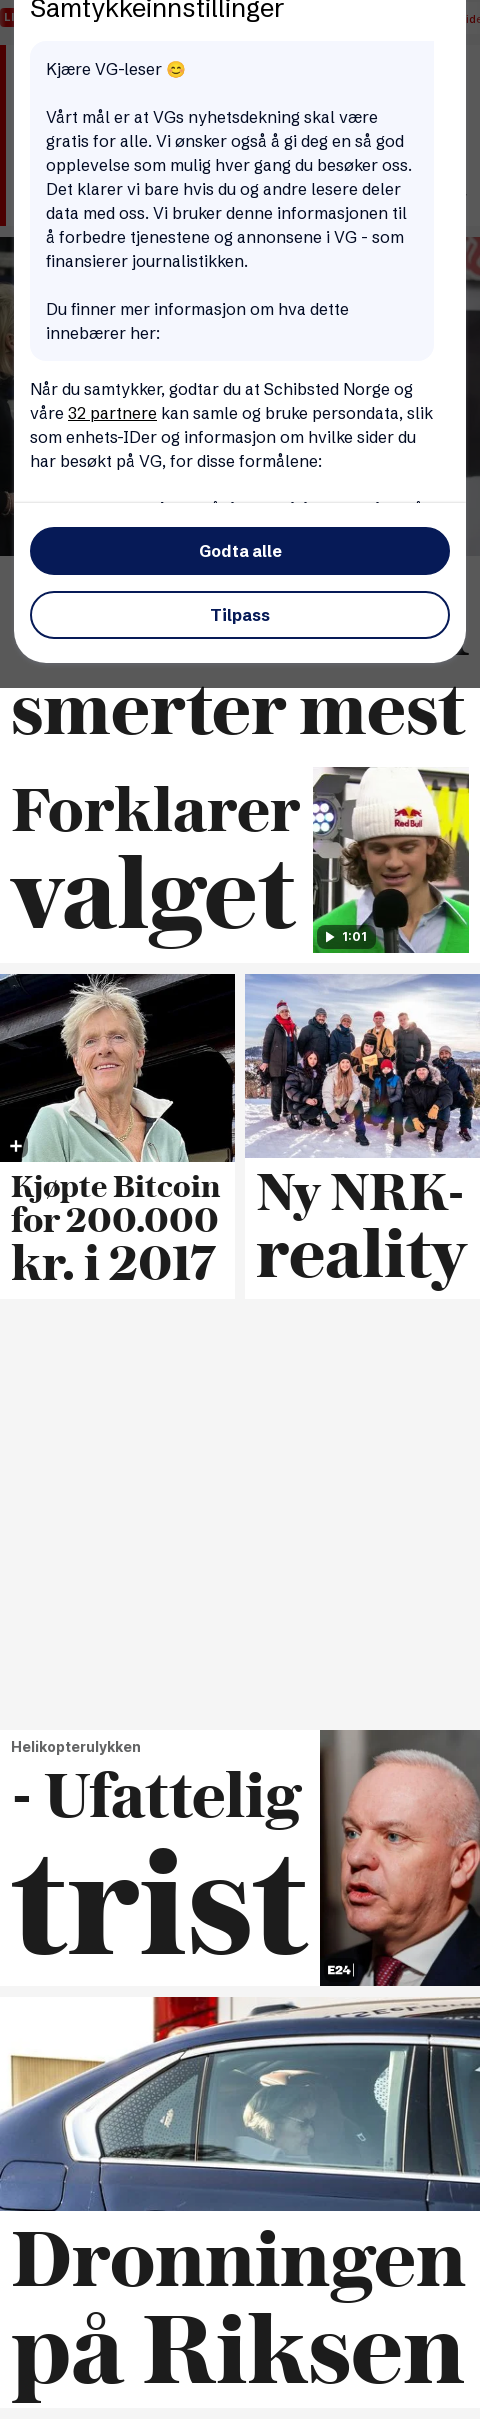 Samtykkeinnstillinger
Kjære VG-leser 😊
Vårt mål er at VGs nyhetsdekning skal være
gratis for alle. Vi ønsker også å gi deg en så god
opplevelse som mulig hver gang du besøker oss.
Det klarer vi bare hvis du og andre lesere deler
data med oss. Vi bruker denne informasjonen til
å forbedre tjenestene og annonsene i VG - som
finansierer journalistikken.
Du finner mer informasjon om hva dette
innebærer her:
Når du samtykker, godtar du at Schibsted Norge og
våre 32 partnere kan samle og bruke persondata, slik
som enhets-IDer og informasjon om hvilke sider du
har besøkt på VG, for disse formålene:
Godta alle
Tilpass
smerter mest
Forklarer
valget
Red Bull
1:01
Kjøpte Bitcoin
for 200.000
kr. i 2017
Ny NRK-
reality
Helikopterulykken
- Ufattelig
trist
E24
Dronningen
på Riksen